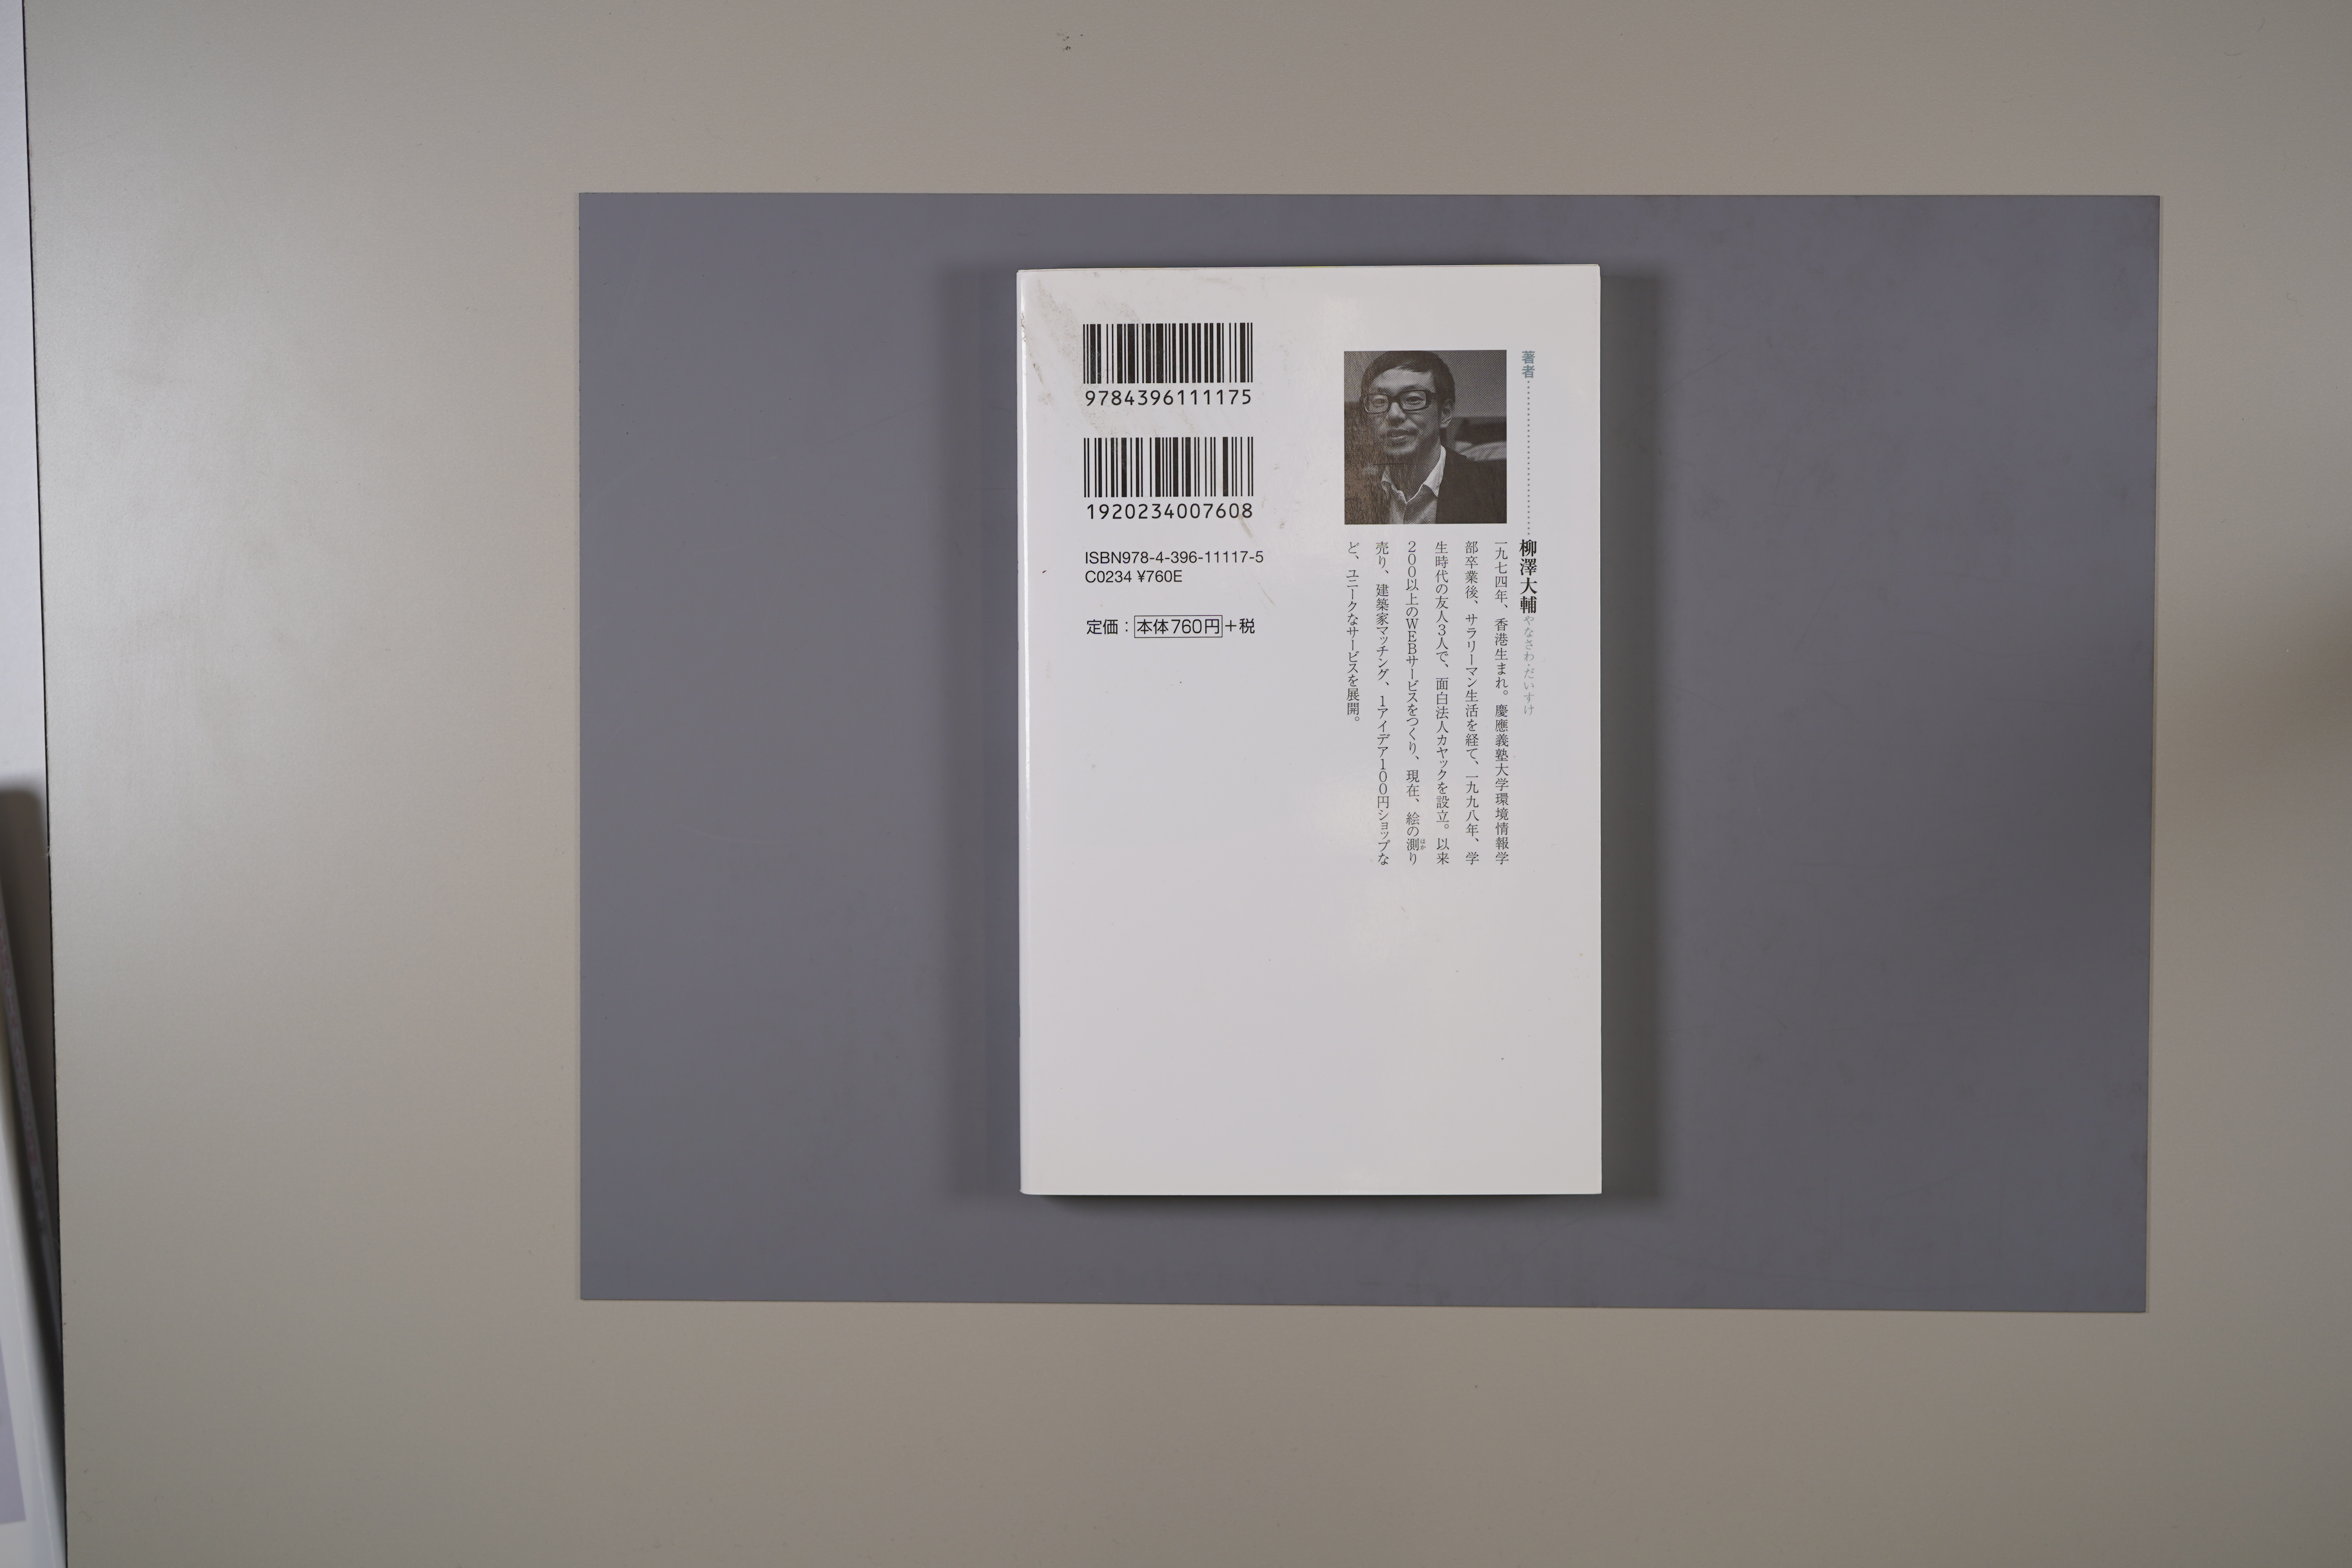 著者
柳澤大輔 やなさわ・だいすけ
一九七四年、香港生まれ。慶應義塾大学環境情報学
部卒業後、サラリーマン生活を経て、一九九八年、学
生時代の友人3人で、面白法人カヤックを設立。以来
200以上のWEBサービスをつくり、現在、絵の測り
はか
売り、建築家マッチング、1アイデア100円ショップな
ど、ユニークなサービスを展開。
9784396111175
1920234007608
ISBN978-4-396-11117-5
C0234 ¥760E
定価：本体760円+税